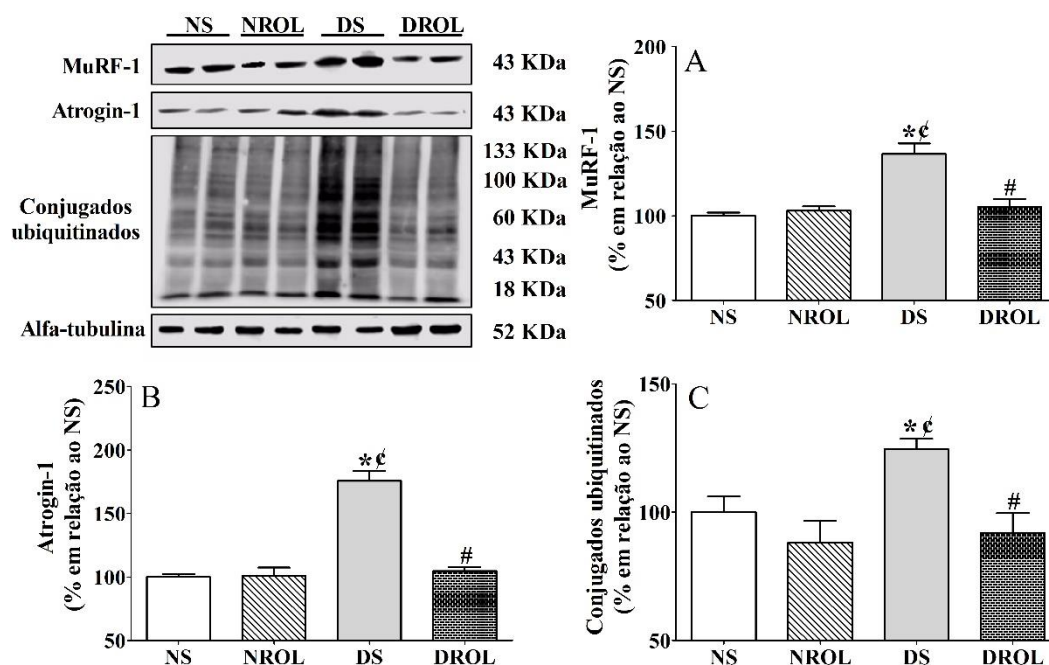 NS NROL DS DROL
MuRF-1 43 KDa
Atrogin-1 43 KDa
133 KDa
100 KDa
Conjugados
ubiquitinados
60 KDa
43 KDa
18 KDa
Alfa-tubulina 52 KDa
A
MuRF-1
(% em relação ao NS)
150
100
50
*¢
#
NS NROL DS DROL
B
Atrogin-1
(% em relação ao NS)
250
200
150
100
50
*¢
#
NS NROL DS DROL
C
Conjugados ubiquitinados
(% em relação ao NS)
150
100
50
*¢
#
NS NROL DS DROL